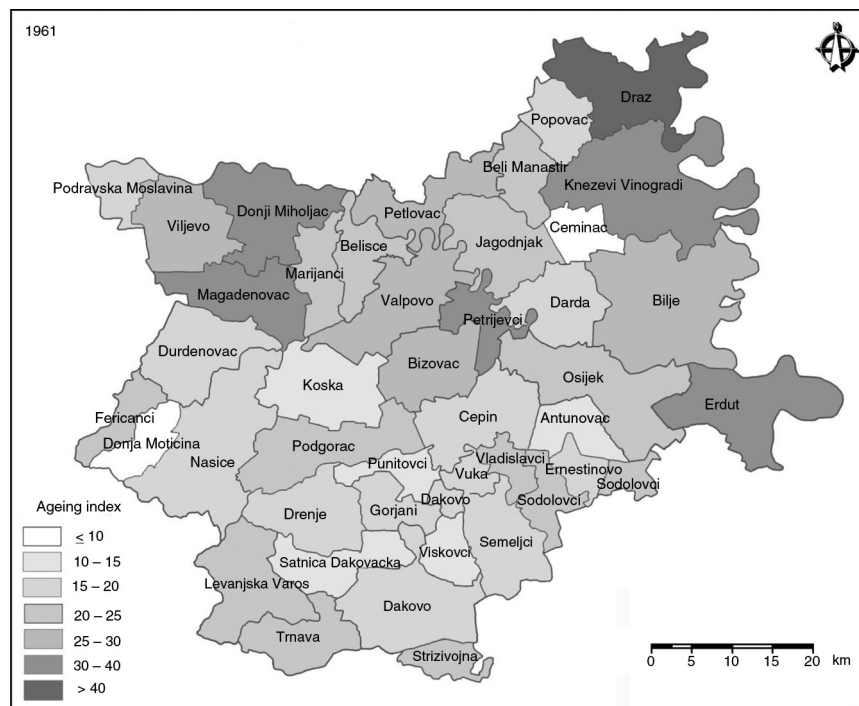 1961
Draz
Popovac
Beli Manastir
Knezevi Vinogradi
Podravska Moslavina
Donji Miholjac
Petlovac
Viljevo
Ceminac
Belisce
Jagodnjak
Marijanci
Magadenovac
Valpovo
Darda
Bilje
Petrijevci
Durdenovac
Bizovac
Koska
Osijek
Erdut
Fericanci
Cepin
Antunovac
Donja Moticina
Podgorac
Nasice
Punitovci
Vladislavci
Vuka
Ernestinovo
Sodolovci
Dakovo
Sodolovci
Drenje
Gorjani
Semeljci
Viskovci
Satnica Dakovacka
Levanjska Varos
Dakovo
Trnava
Strizivojna
Ageing index
≤ 10
10 – 15
15 – 20
20 – 25
25 – 30
30 – 40
> 40
0 5 10 15 20 km